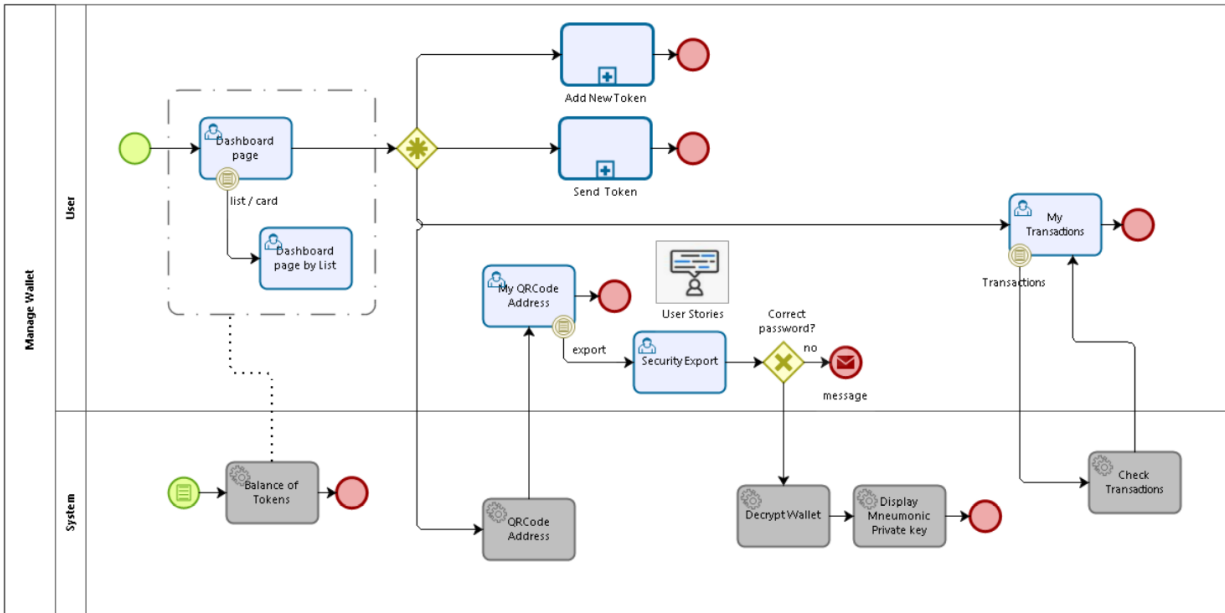 Manage Wallet
User
System
Add New Token
Send Token
Dashboard
page
list / card
Dashboard
page by List
My
Transactions
Transactions
My QRCode
Address
export
User Stories
Security Export
Correct
password?
no
message
Balance of
Tokens
QRCode
Address
Decrypt Wallet
Display
Mnemonic
Private key
Check
Transactions